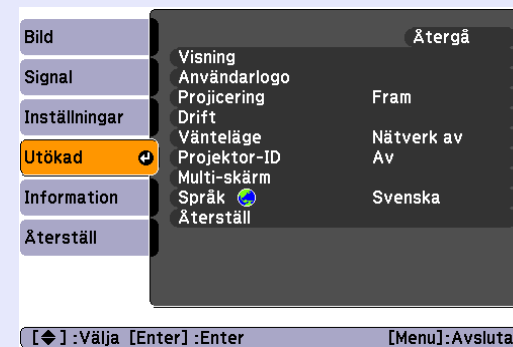 Bild
Signal
Inställningar
Utökad
Information
Återställ
Återgå
Visning
Användarlogo
Projicering Fram
Drift
Vänteläge Nätverk av
Projektor-ID Av
Multi-skärm
Språk Svenska
Återställ
[◆] :Välja [Enter] :Enter [Menu]:Avsluta